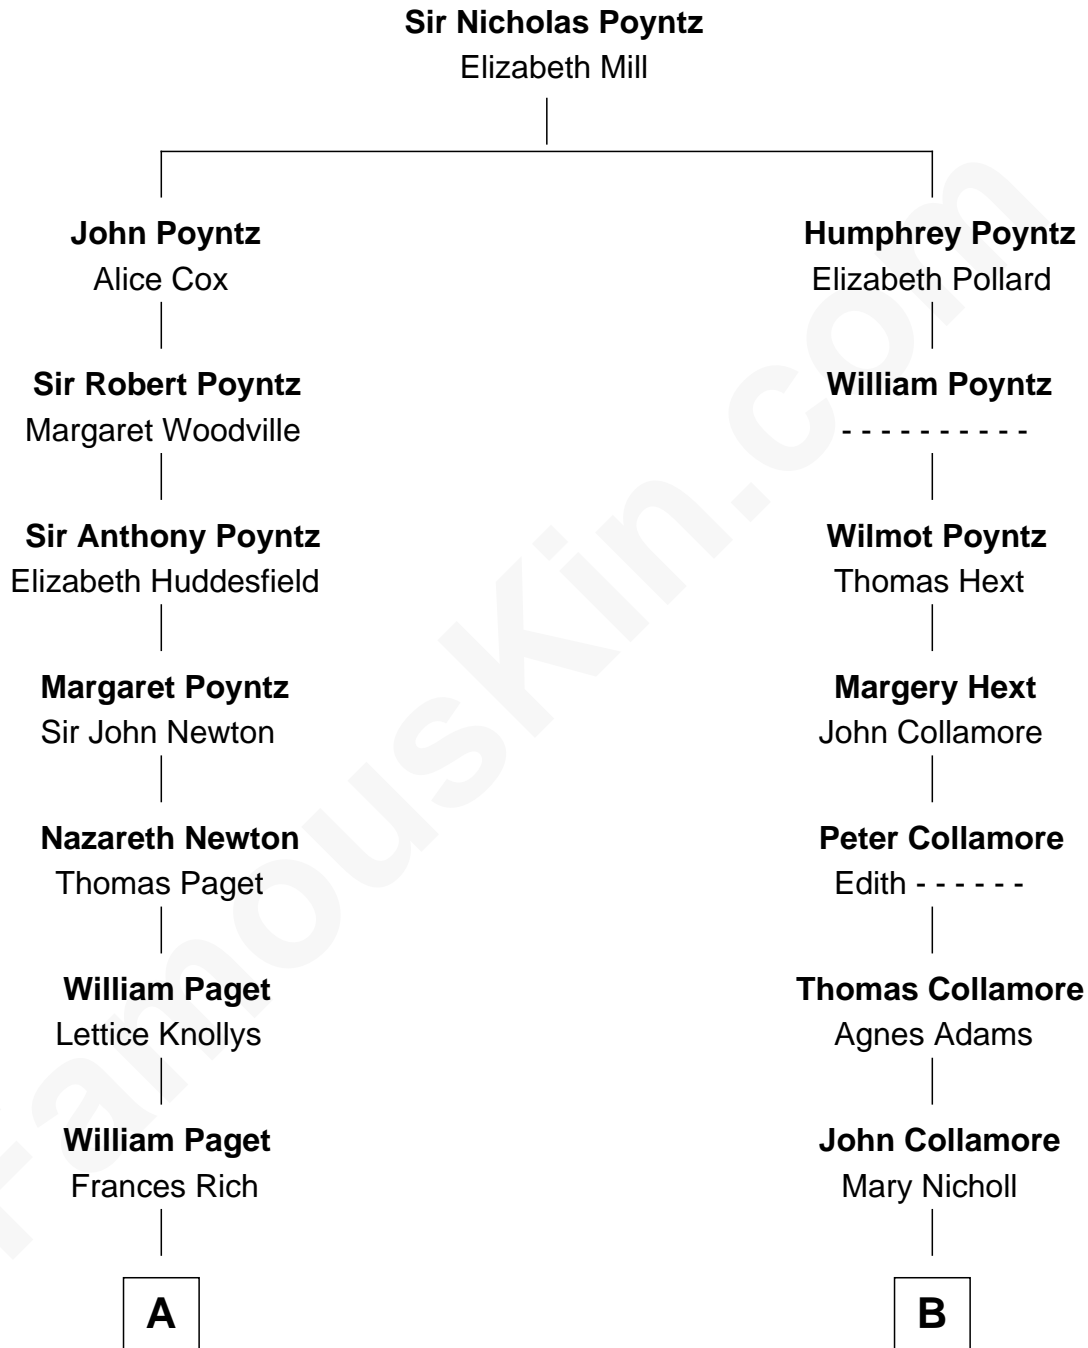 Sir Nicholas Poyntz
Elizabeth Mill
John Poyntz
Alice Cox
Humphrey Poyntz
Elizabeth Pollard
Sir Robert Poyntz
Margaret Woodville
William Poyntz
- - - - - - - - - -
Sir Anthony Poyntz
Elizabeth Huddesfield
Wilmot Poyntz
Thomas Hext
Margaret Poyntz
Sir John Newton
Margery Hext
John Collamore
Nazareth Newton
Thomas Paget
Peter Collamore
Edith - - - - - -
William Paget
Lettice Knollys
Thomas Collamore
Agnes Adams
William Paget
Frances Rich
John Collamore
Mary Nicholl
A
B
FamousKin.com